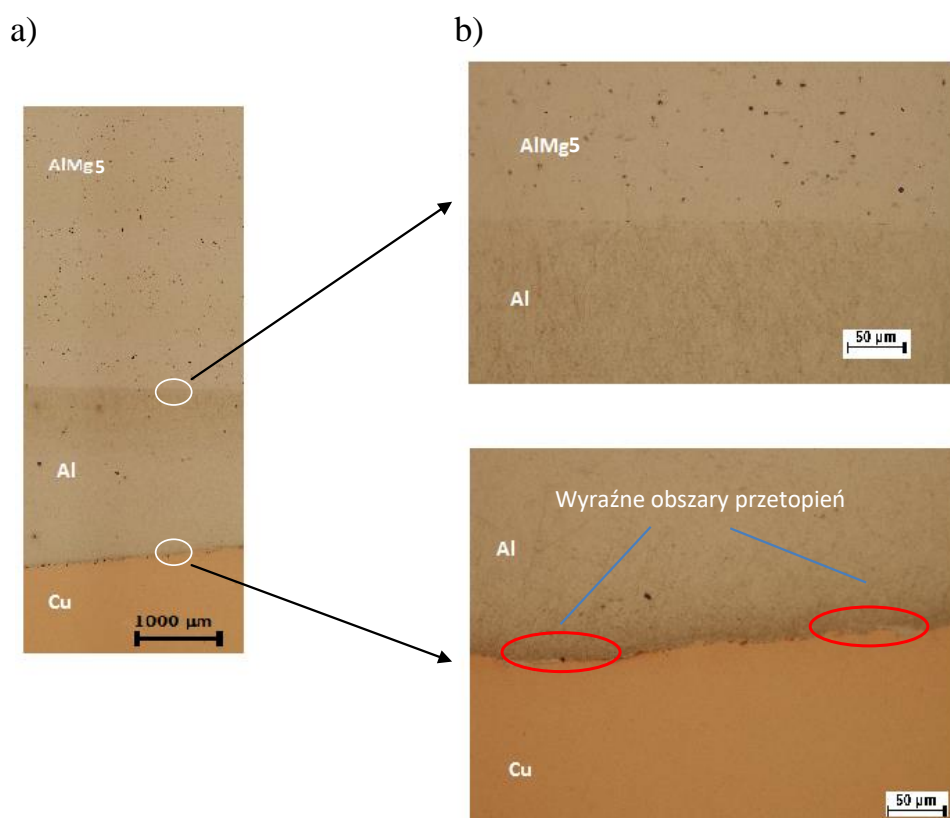 a)
b)
AlMg5
Al
Cu
1000 µm
AlMg5
Al
50 µm
Wyraźne obszary przetopień
Al
Cu
50 µm